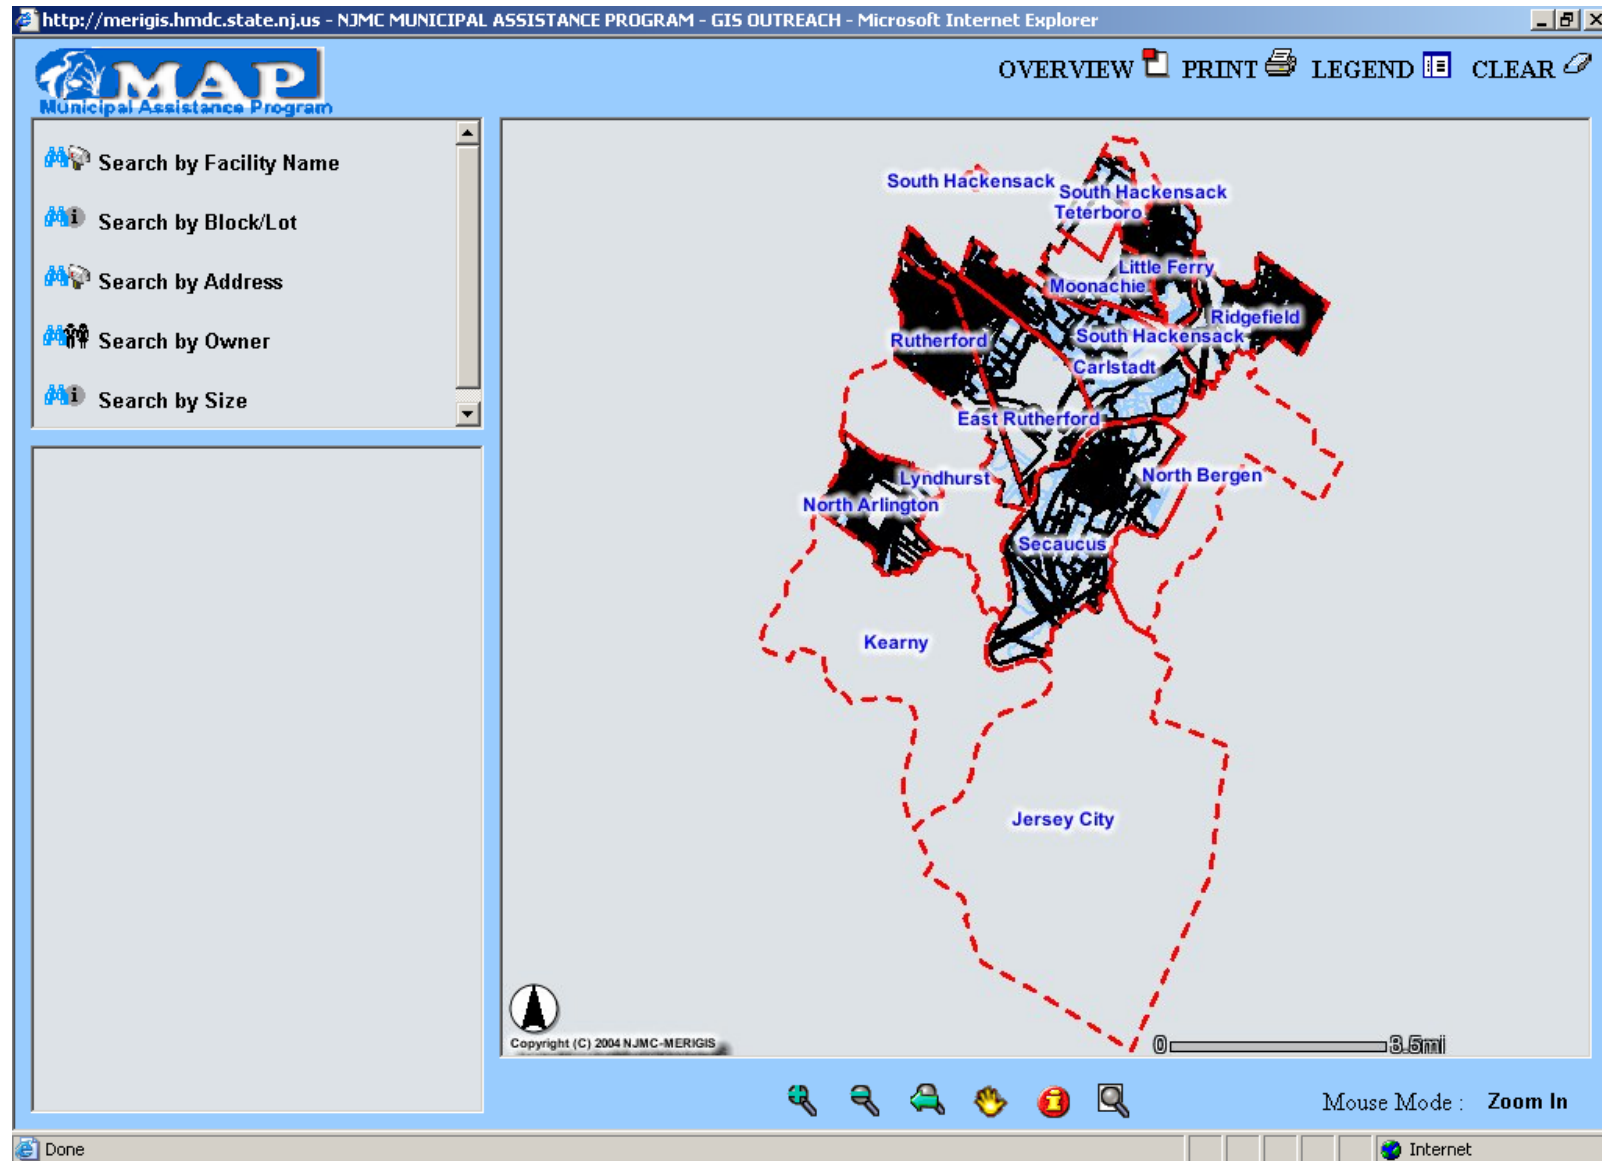 http://merigis.hmdc.state.nj.us - NJMC MUNICIPAL ASSISTANCE PROGRAM - GIS OUTREACH - Microsoft Internet Explorer
MAP
Municipal Assistance Program
OVERVIEW PRINT LEGEND CLEAR
Search by Facility Name
Search by Block/Lot
Search by Address
Search by Owner
Search by Size
South Hackensack
South Hackensack
Teterboro
Little Ferry
Moonachie
Ridgefield
Rutherford
South Hackensack
Carlstadt
East Rutherford
Lyndhurst
North Bergen
North Arlington
Secaucus
Kearny
Jersey City
Copyright (C) 2004 NJMC-MERIGIS
0 3.5mi
Mouse Mode : Zoom In
Done
Internet